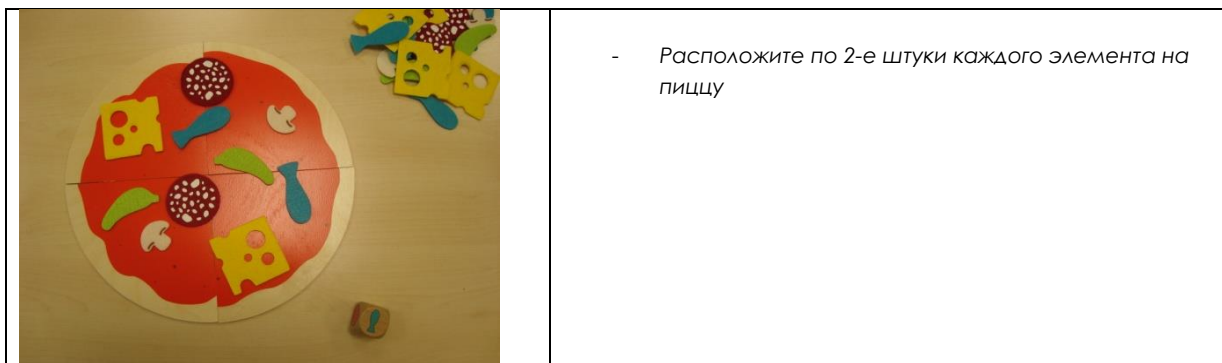 - Расположите по 2-е штуки каждого элемента на
пиццу